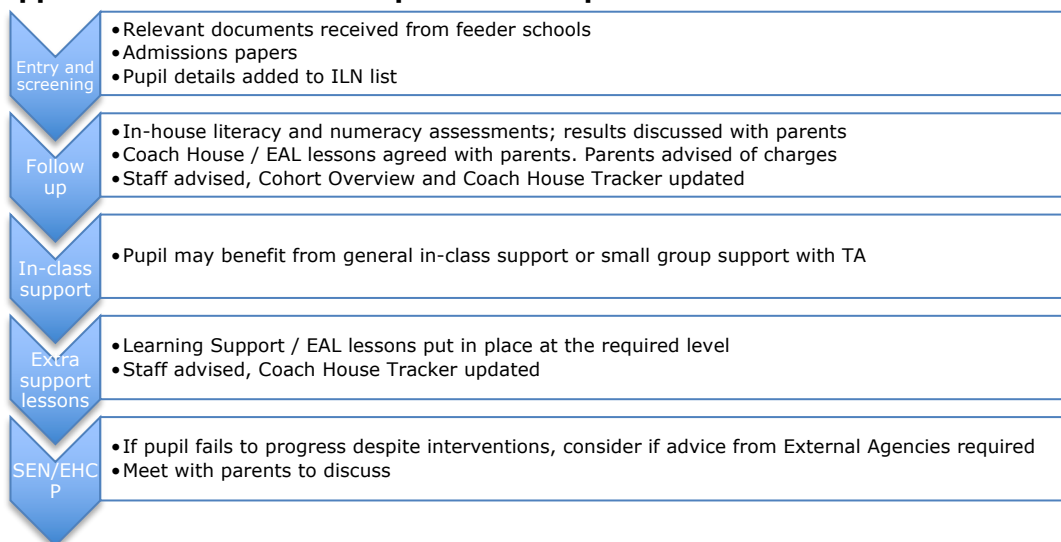 • Relevant documents received from feeder schools
• Admissions papers
• Pupil details added to ILN list
Entry and
screening
• In-house literacy and numeracy assessments; results discussed with parents
• Coach House / EAL lessons agreed with parents. Parents advised of charges
• Staff advised, Cohort Overview and Coach House Tracker updated
Follow
up
• Pupil may benefit from general in-class support or small group support with TA
In-class
support
• Learning Support / EAL lessons put in place at the required level
• Staff advised, Coach House Tracker updated
Extra
support
lessons
• If pupil fails to progress despite interventions, consider if advice from External Agencies required
• Meet with parents to discuss
SEN/EHC
P